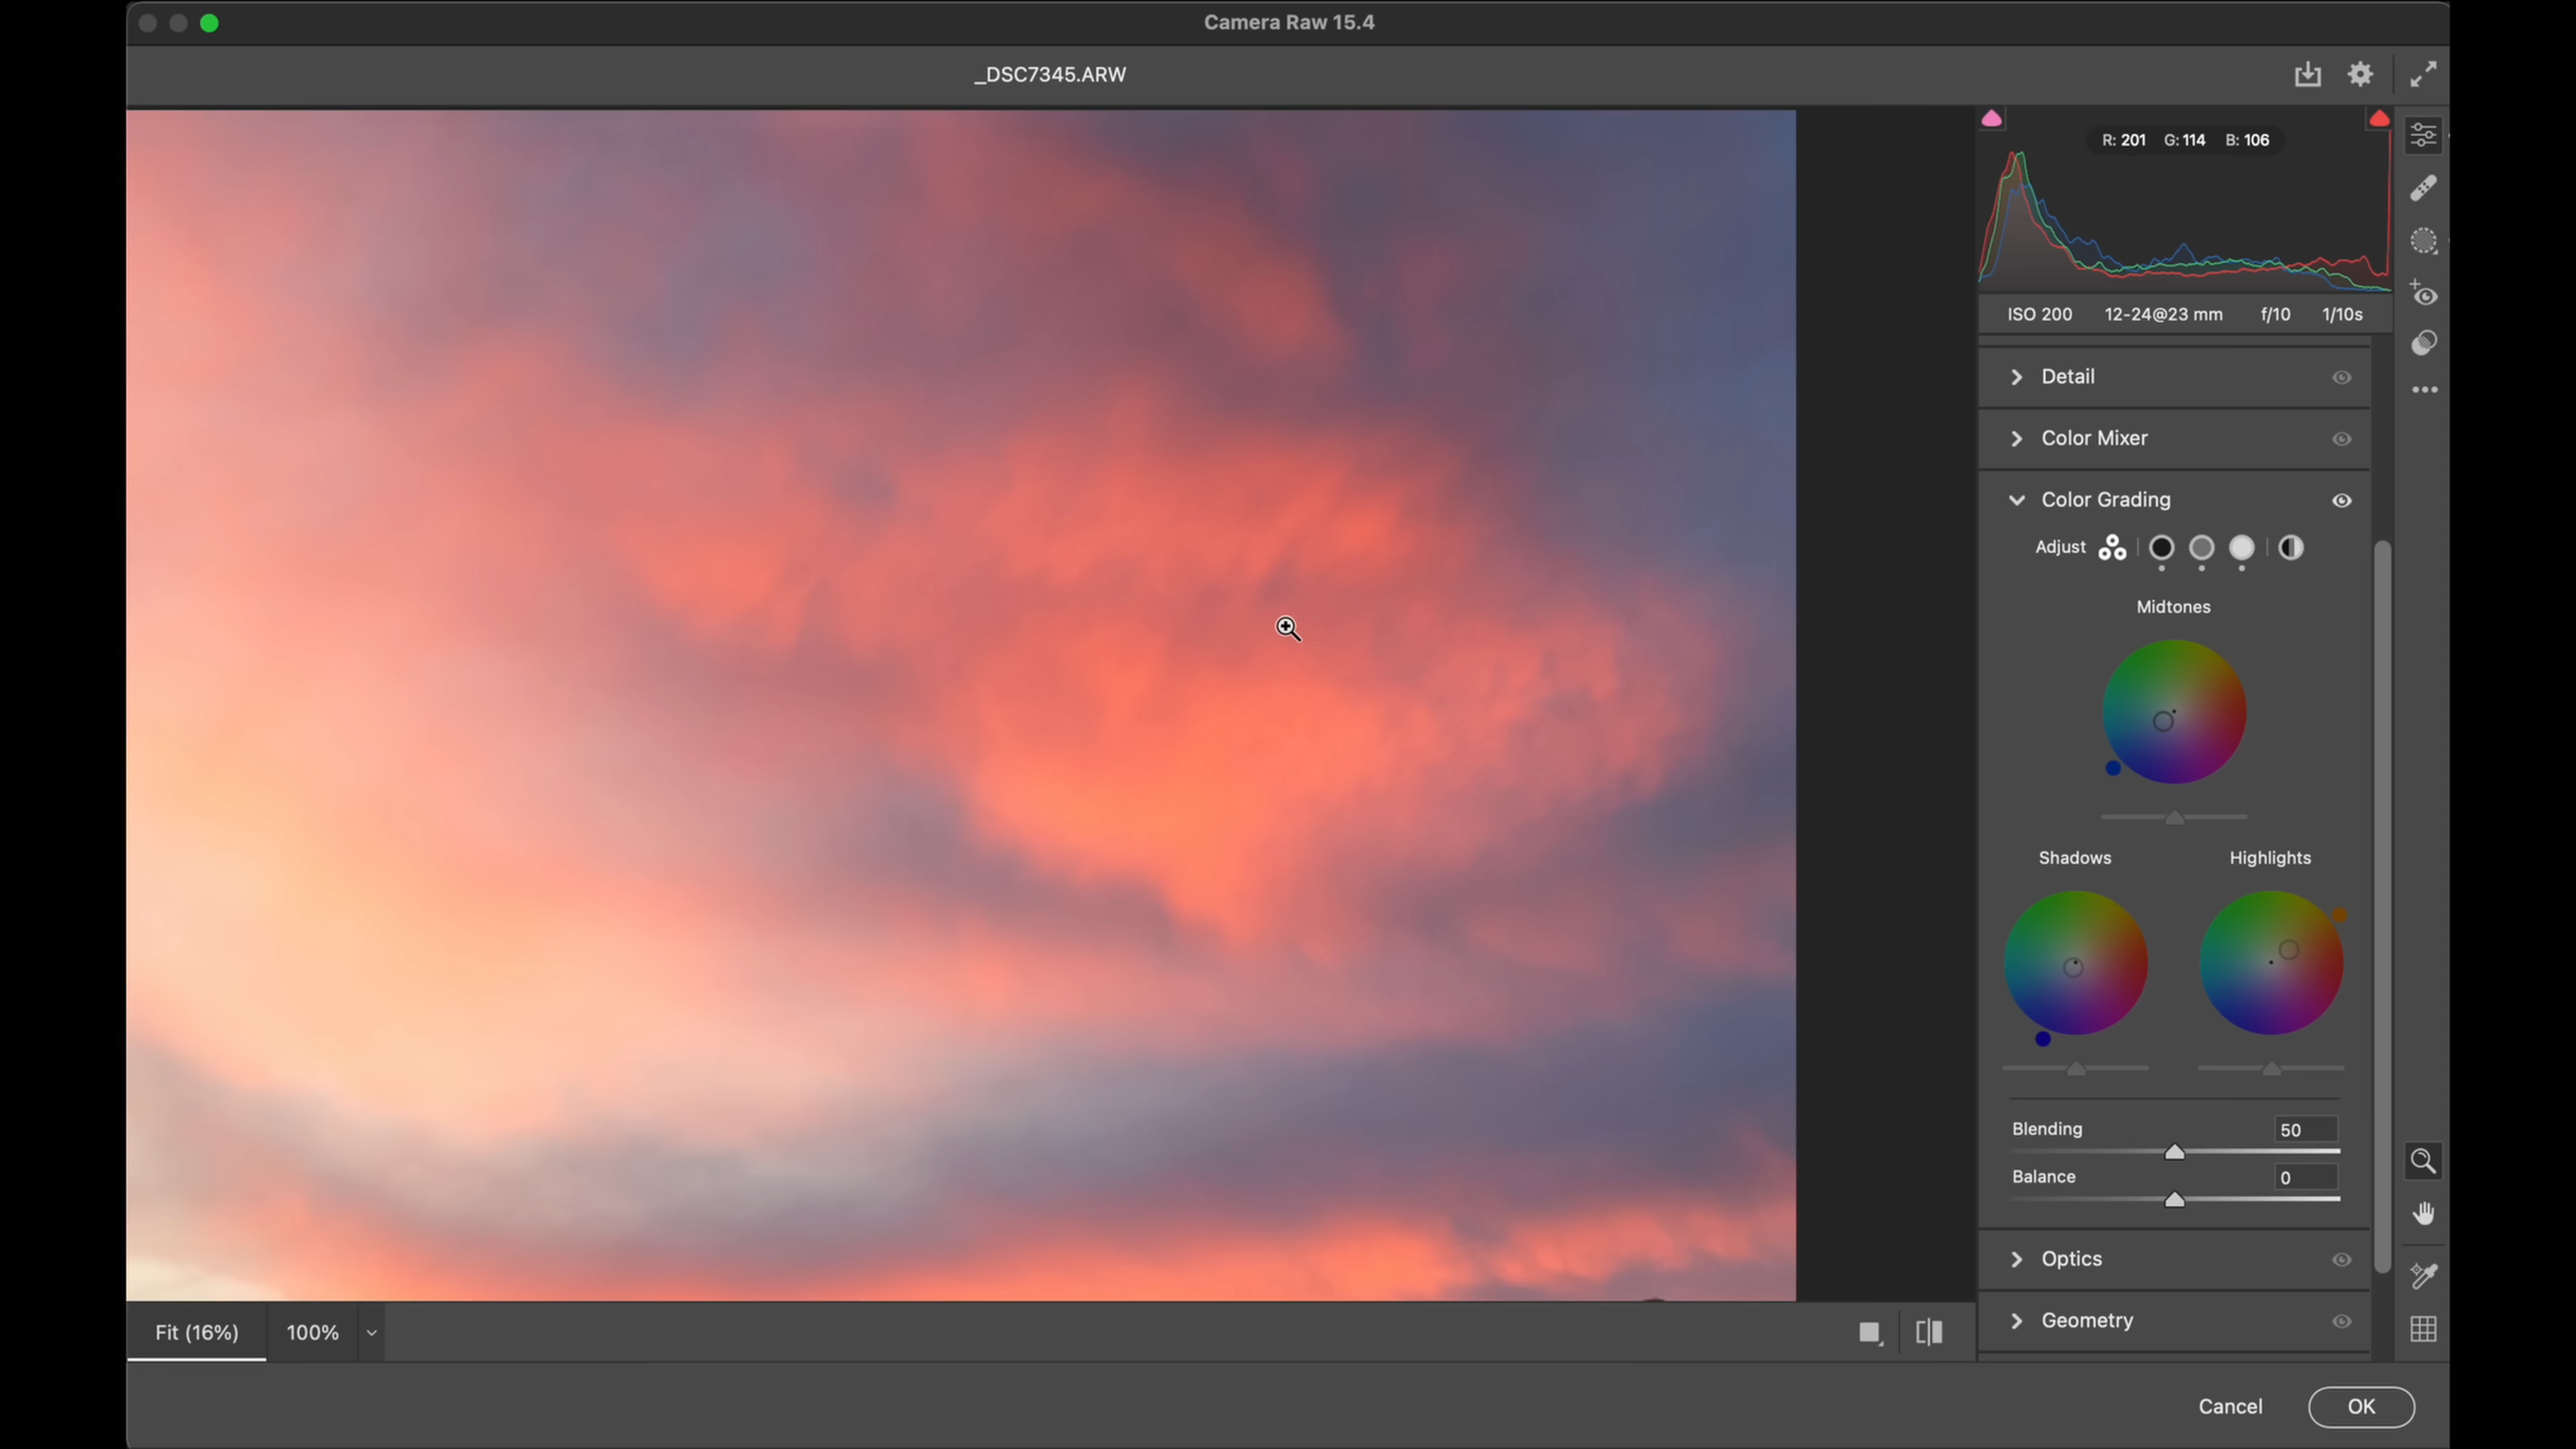 Camera Raw 15.4
_DSC7345.ARW
R: 201 G: 114 B: 106
ISO 200 12-24@23 mm f/10 1/10s
Detail
Color Mixer
Color Grading
Adjust
Midtones
Shadows Highlights
Blending 50
Balance 0
Optics
Geometry
Fit (16%) 100%
Cancel OK